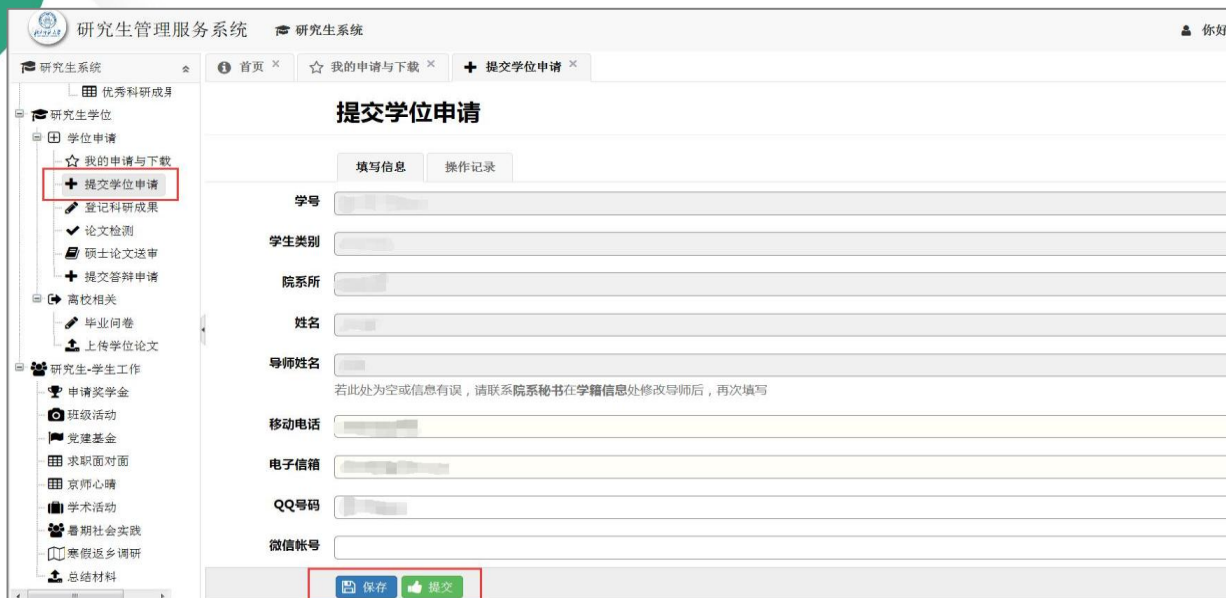 研究生管理服务系统 研究生系统 你好
研究生系统 首页 × 我的申请与下载 × 提交学位申请 ×
优秀科研成果
研究生学位
学位申请
我的申请与下载
提交学位申请
登记科研成果
论文检测
硕士论文送审
提交答辩申请
离校相关
毕业问卷
上传学位论文
研究生-学生工作
申请奖学金
班级活动
党建基金
求职面对面
京师心晴
学术活动
暑期社会实践
寒假返乡调研
总结材料
提交学位申请
填写信息 操作记录
学号
学生类别
院系所
姓名
导师姓名
若此处为空或信息有误，请联系院系秘书在学籍信息处修改导师后，再次填写
移动电话
电子信箱
QQ号码
微信帐号
保存 提交